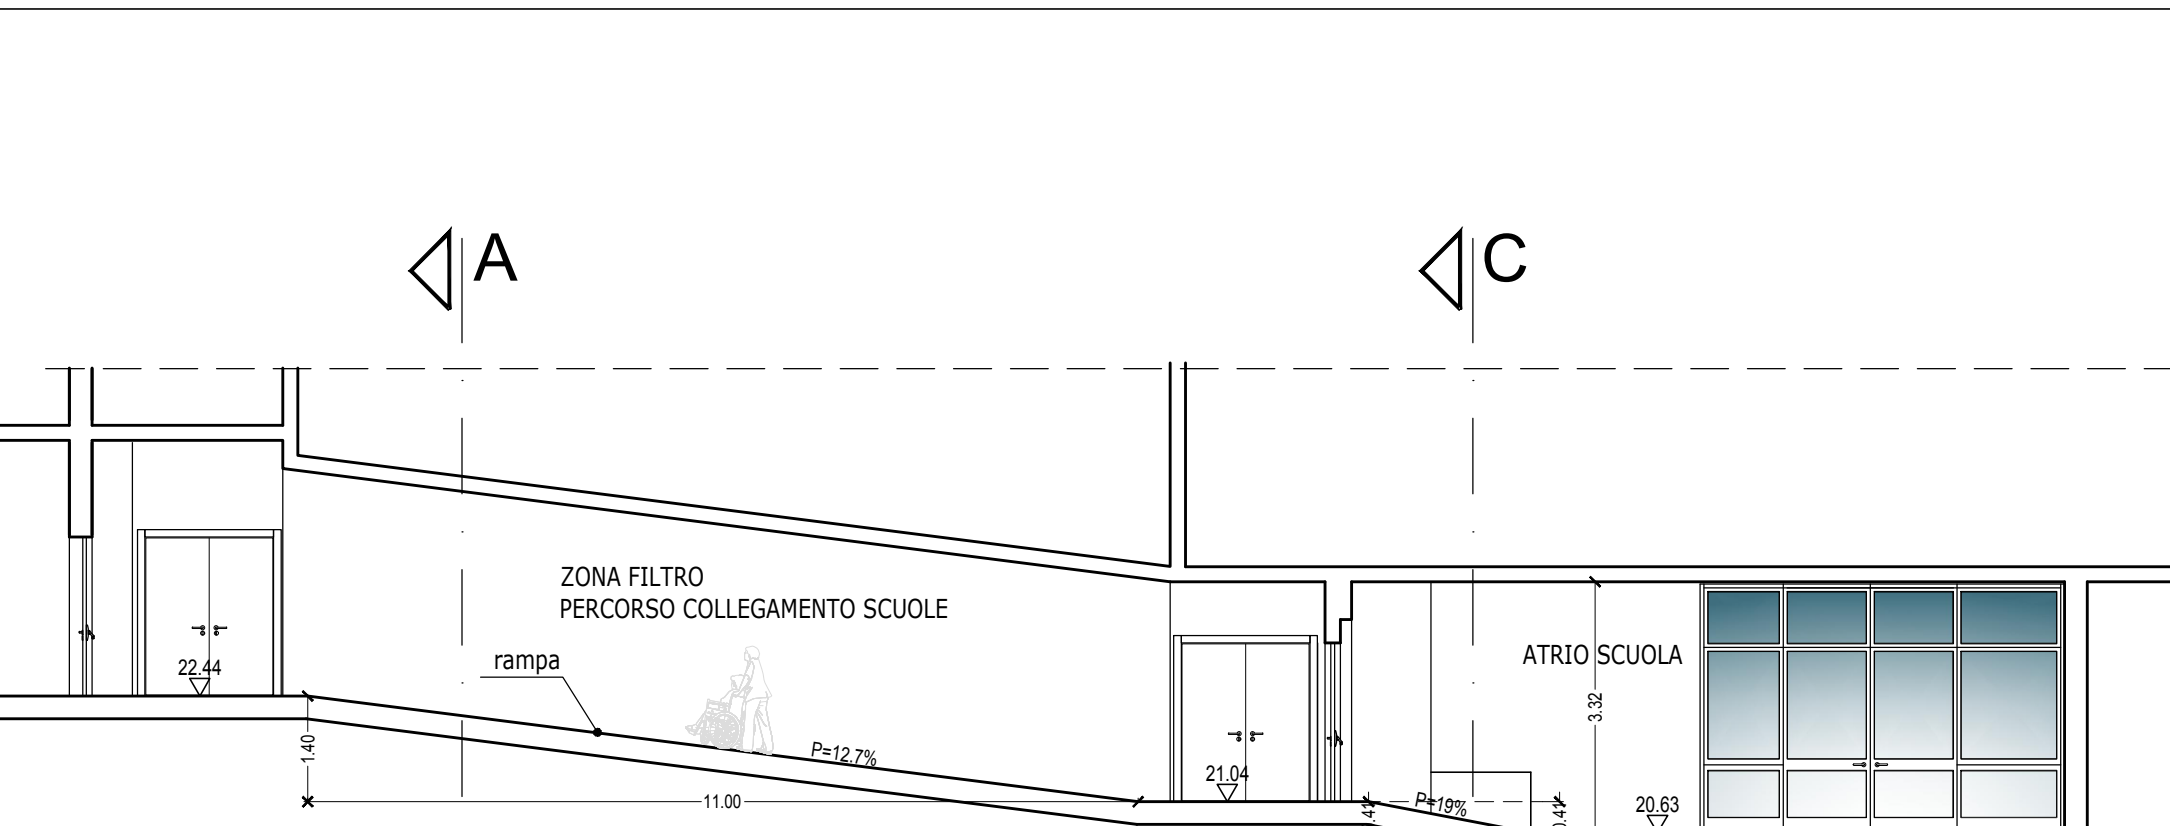 A
C
ZONA FILTRO
PERCORSO COLLEGAMENTO SCUOLE
rampa
22.44
1.40
P=12.7%
11.00
21.04
ATRIO SCUOLA
3.32
P=19%
20.63